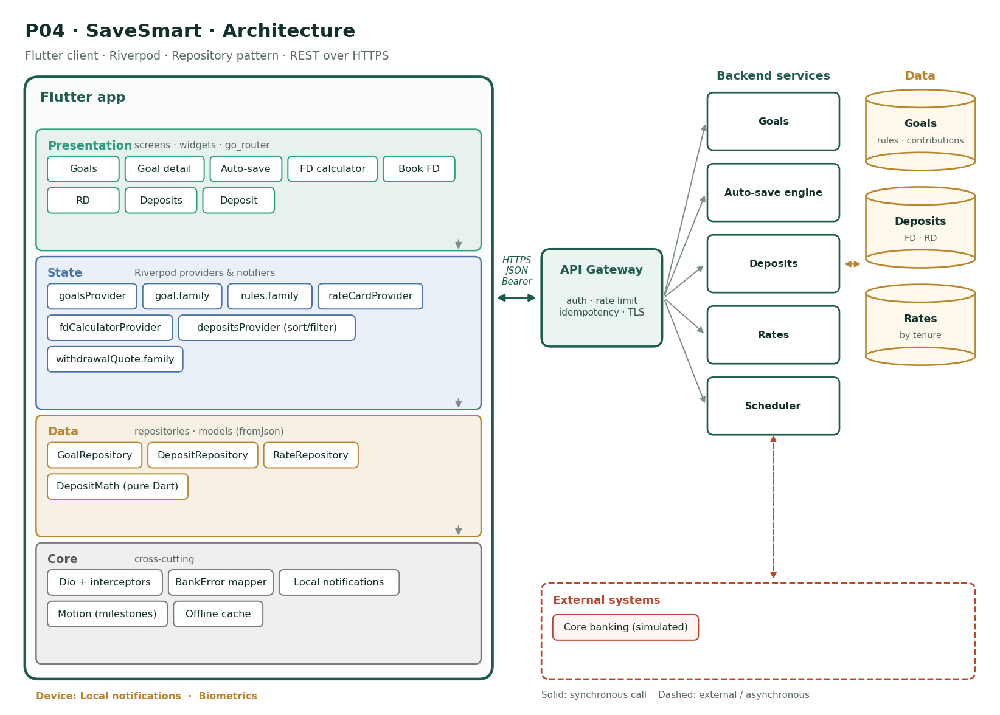 P04 · SaveSmart · Architecture
Flutter client · Riverpod · Repository pattern · REST over HTTPS
Flutter app
Presentation screens · widgets · go_router
Goals
Goal detail
Auto-save
FD calculator
Book FD
RD
Deposits
Deposit
State
Riverpod providers & notifiers
goalsProvider
goal.family
rules.family
rateCardProvider
fdCalculatorProvider
depositsProvider (sort/filter)
withdrawalQuote.family
Data
repositories · models (fromJson)
GoalRepository
DepositRepository
RateRepository
DepositMath (pure Dart)
Core
cross-cutting
Dio + interceptors
BankError mapper
Local notifications
Motion (milestones)
Offline cache
Device: Local notifications · Biometrics
HTTPS
JSON
Bearer
API Gateway
auth · rate limit
idempotency · TLS
Backend services
Goals
Auto-save engine
Deposits
Rates
Scheduler
Data
Goals
rules · contributions
Deposits
FD · RD
Rates
by tenure
External systems
Core banking (simulated)
Solid: synchronous call Dashed: external / asynchronous